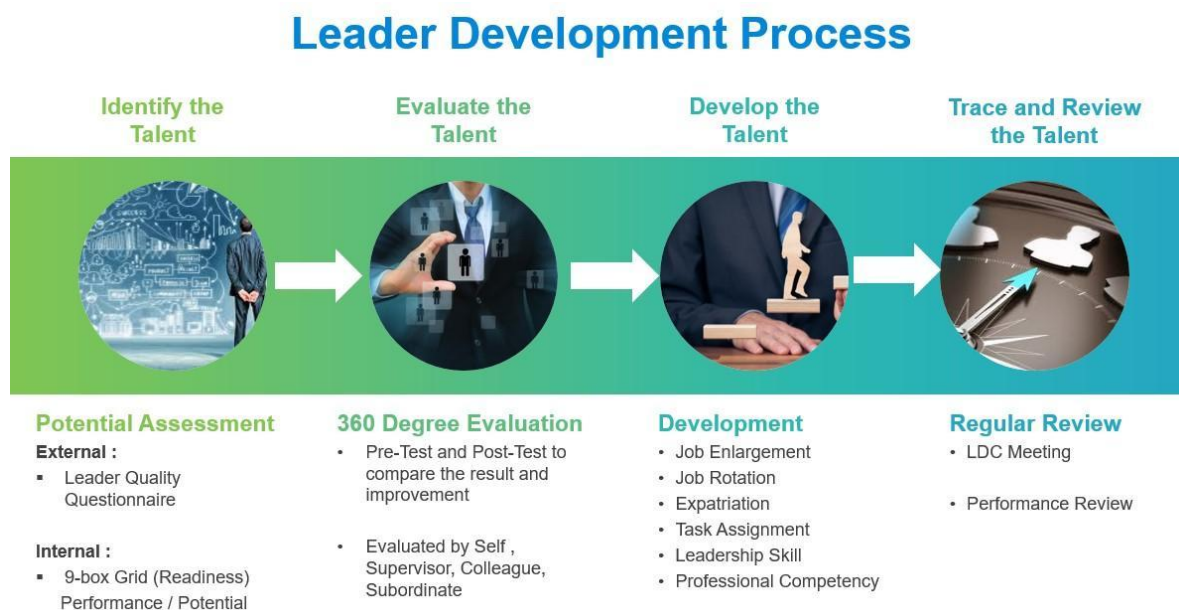 Leader Development Process
Identify the
Talent
Evaluate the
Talent
Develop the
Talent
Trace and Review
the Talent
Potential Assessment
External :
▪ Leader Quality
Questionnaire
Internal :
▪ 9-box Grid (Readiness)
Performance / Potential
360 Degree Evaluation
• Pre-Test and Post-Test to
compare the result and
improvement
• Evaluated by Self ,
Supervisor, Colleague,
Subordinate
Development
• Job Enlargement
• Job Rotation
• Expatriation
• Task Assignment
• Leadership Skill
• Professional Competency
Regular Review
• LDC Meeting
• Performance Review